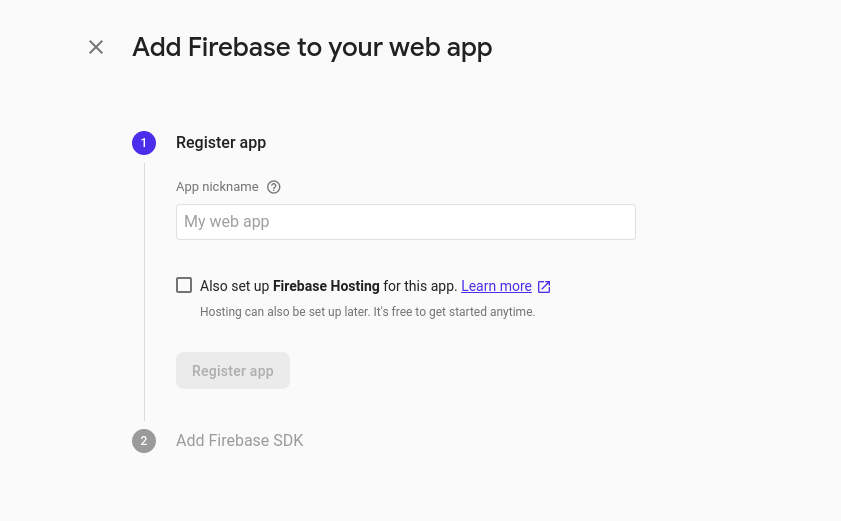 Add Firebase to your web app
1 Register app
App nickname
My web app
Also set up Firebase Hosting for this app. Learn more
Hosting can also be set up later. It's free to get started anytime.
Register app
2 Add Firebase SDK